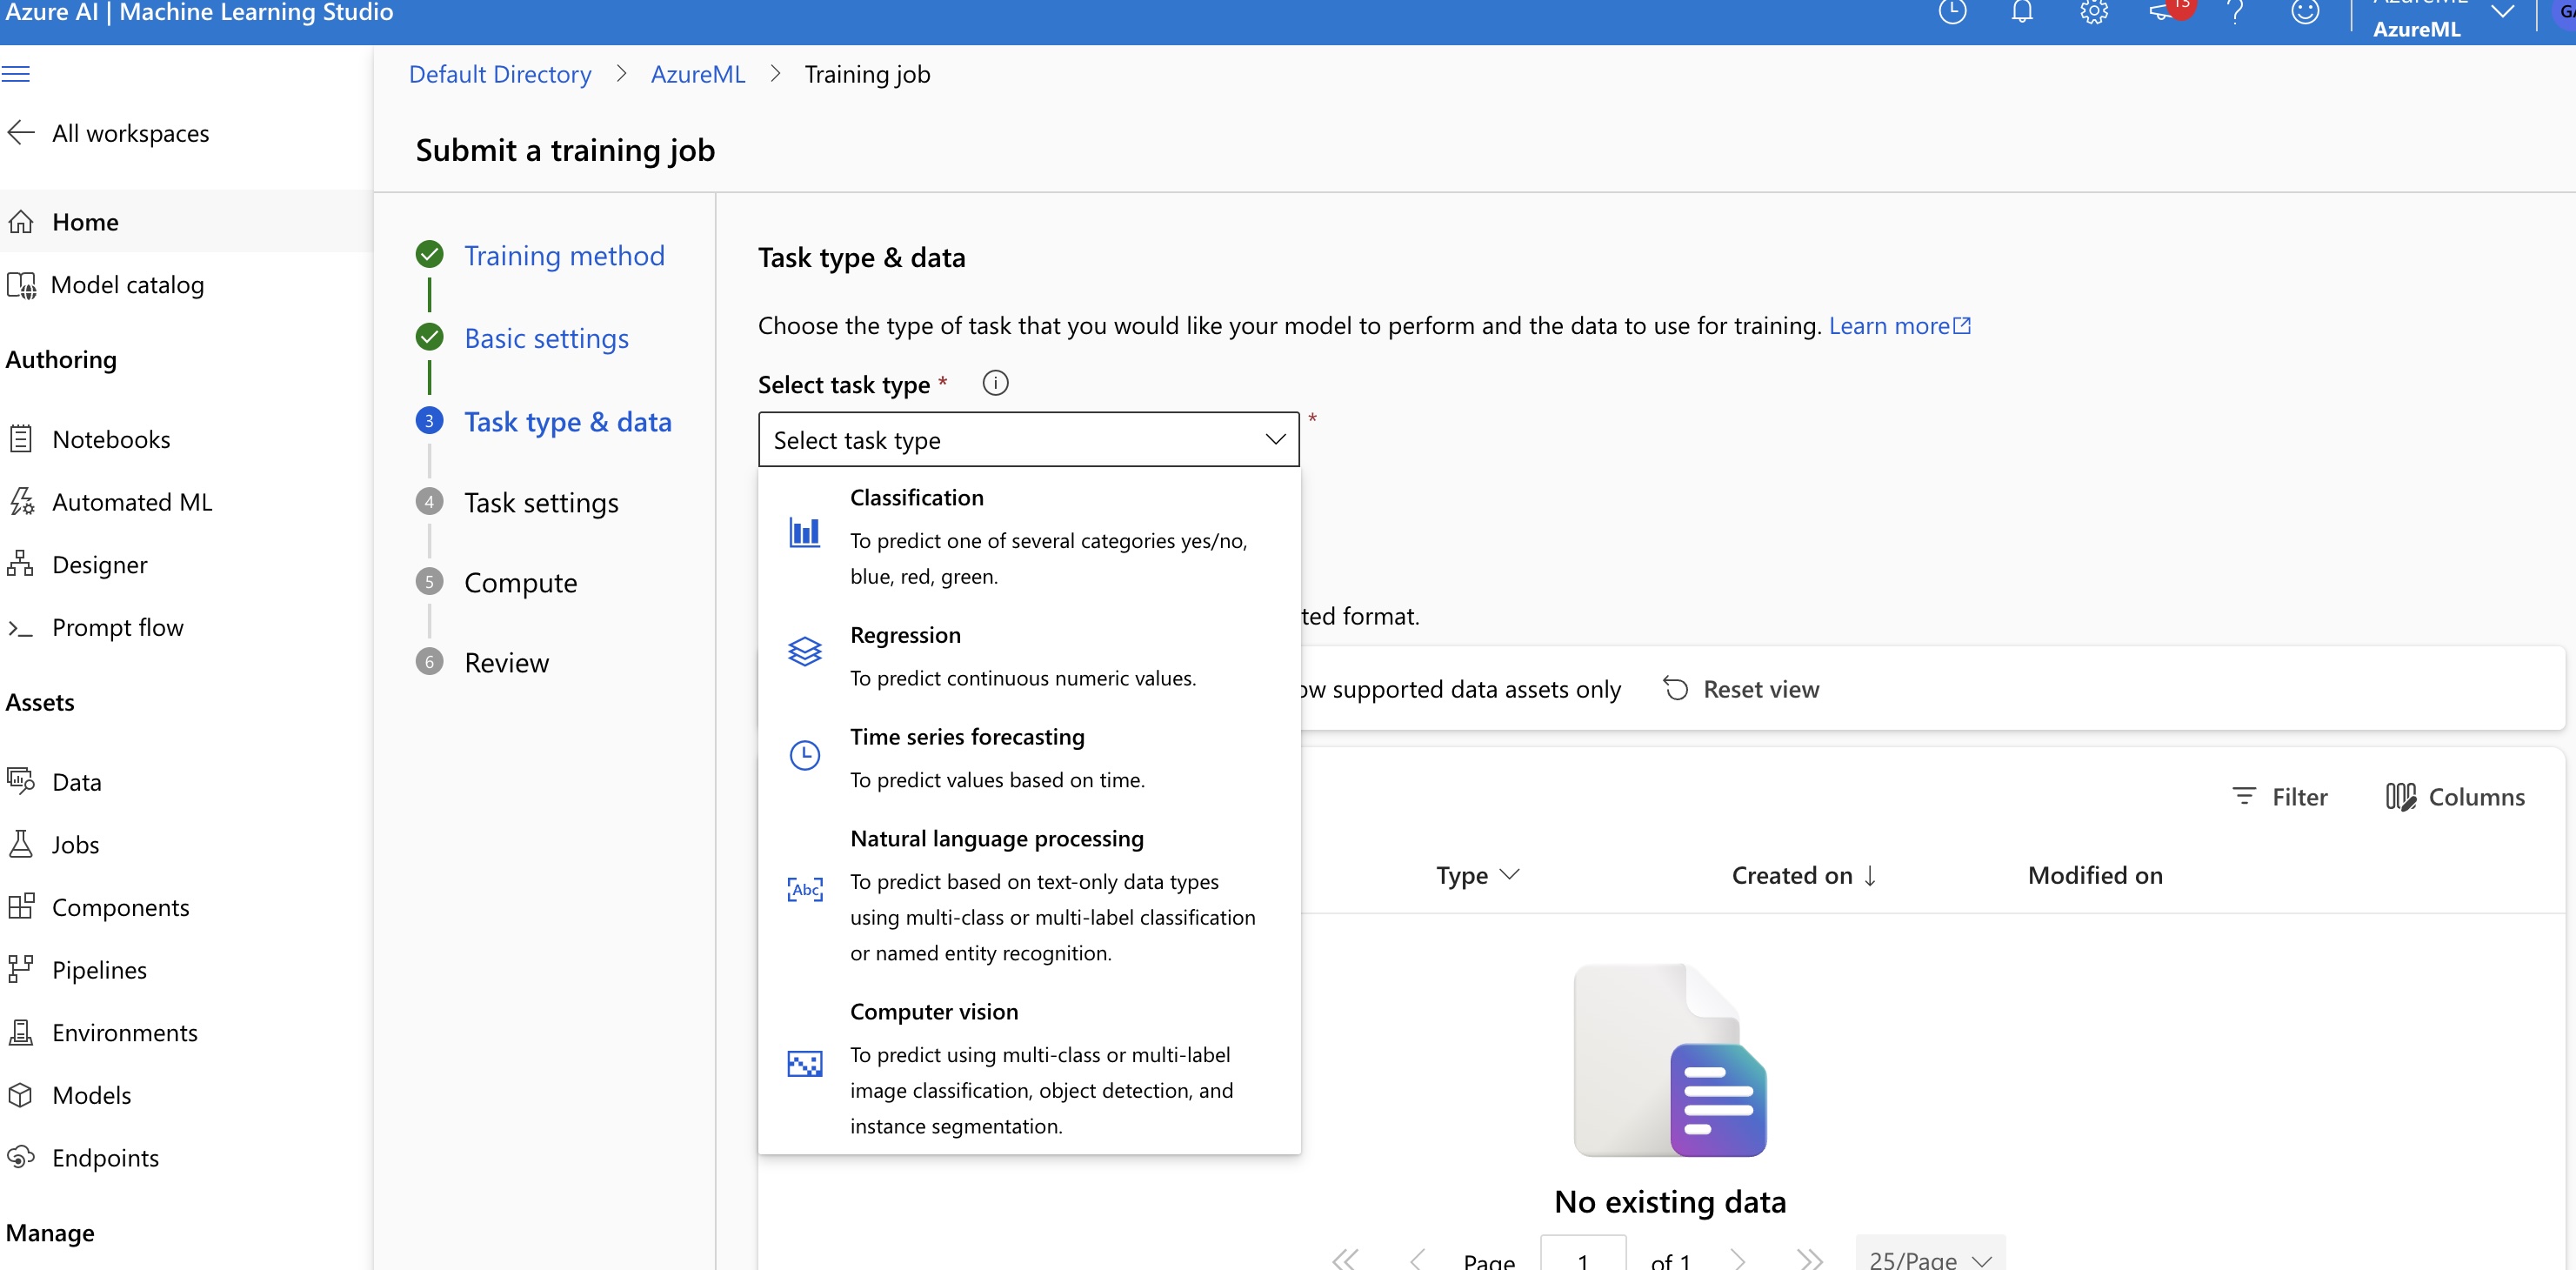 Azure AI | Machine Learning Studio
13
AzureML
AzureML
Default Directory > AzureML > Training job
All workspaces
Submit a training job
Home
Model catalog
Authoring
Notebooks
Automated ML
Designer
Prompt flow
Assets
Data
Jobs
Components
Pipelines
Environments
Models
Endpoints
Manage
Training method
Basic settings
3 Task type & data
4 Task settings
5 Compute
6 Review
Task type & data
Choose the type of task that you would like your model to perform and the data to use for training. Learn more
Select task type *
Select task type *
Classification
To predict one of several categories yes/no,
blue, red, green.
Regression
To predict continuous numeric values.
Time series forecasting
To predict values based on time.
Natural language processing
Abc
To predict based on text-only data types
using multi-class or multi-label classification
or named entity recognition.
Computer vision
To predict using multi-class or multi-label
image classification, object detection, and
instance segmentation.
ted format.
ow supported data assets only
Reset view
Filter
Columns
Type
Created on
Modified on
No existing data
Page 1 of 1
25/Page